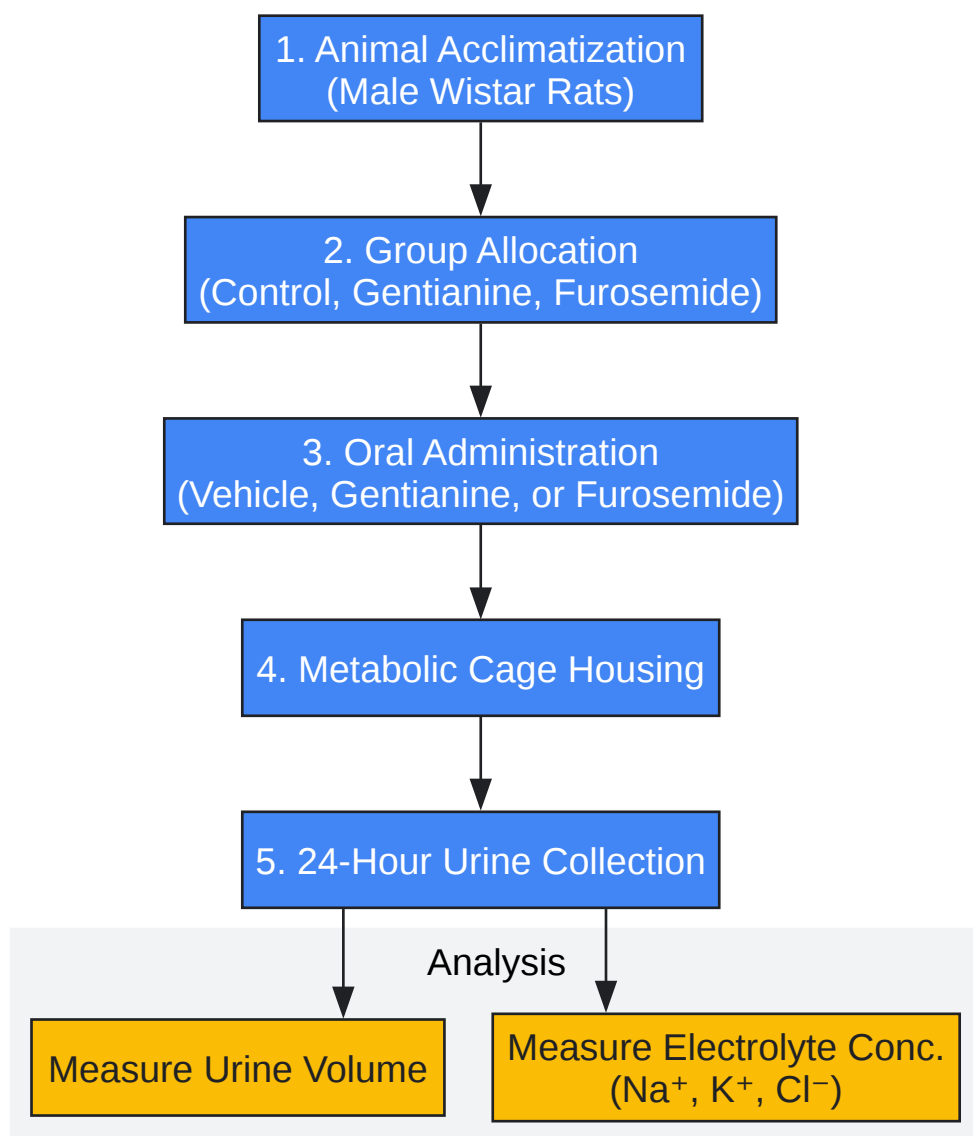 1. Animal Acclimatization
(Male Wistar Rats)
2. Group Allocation
(Control, Gentianine, Furosemide)
3. Oral Administration
(Vehicle, Gentianine, or Furosemide)
4. Metabolic Cage Housing
5. 24-Hour Urine Collection
Analysis
Measure Urine Volume
Measure Electrolyte Conc.
(Na⁺, K⁺, Cl⁻)